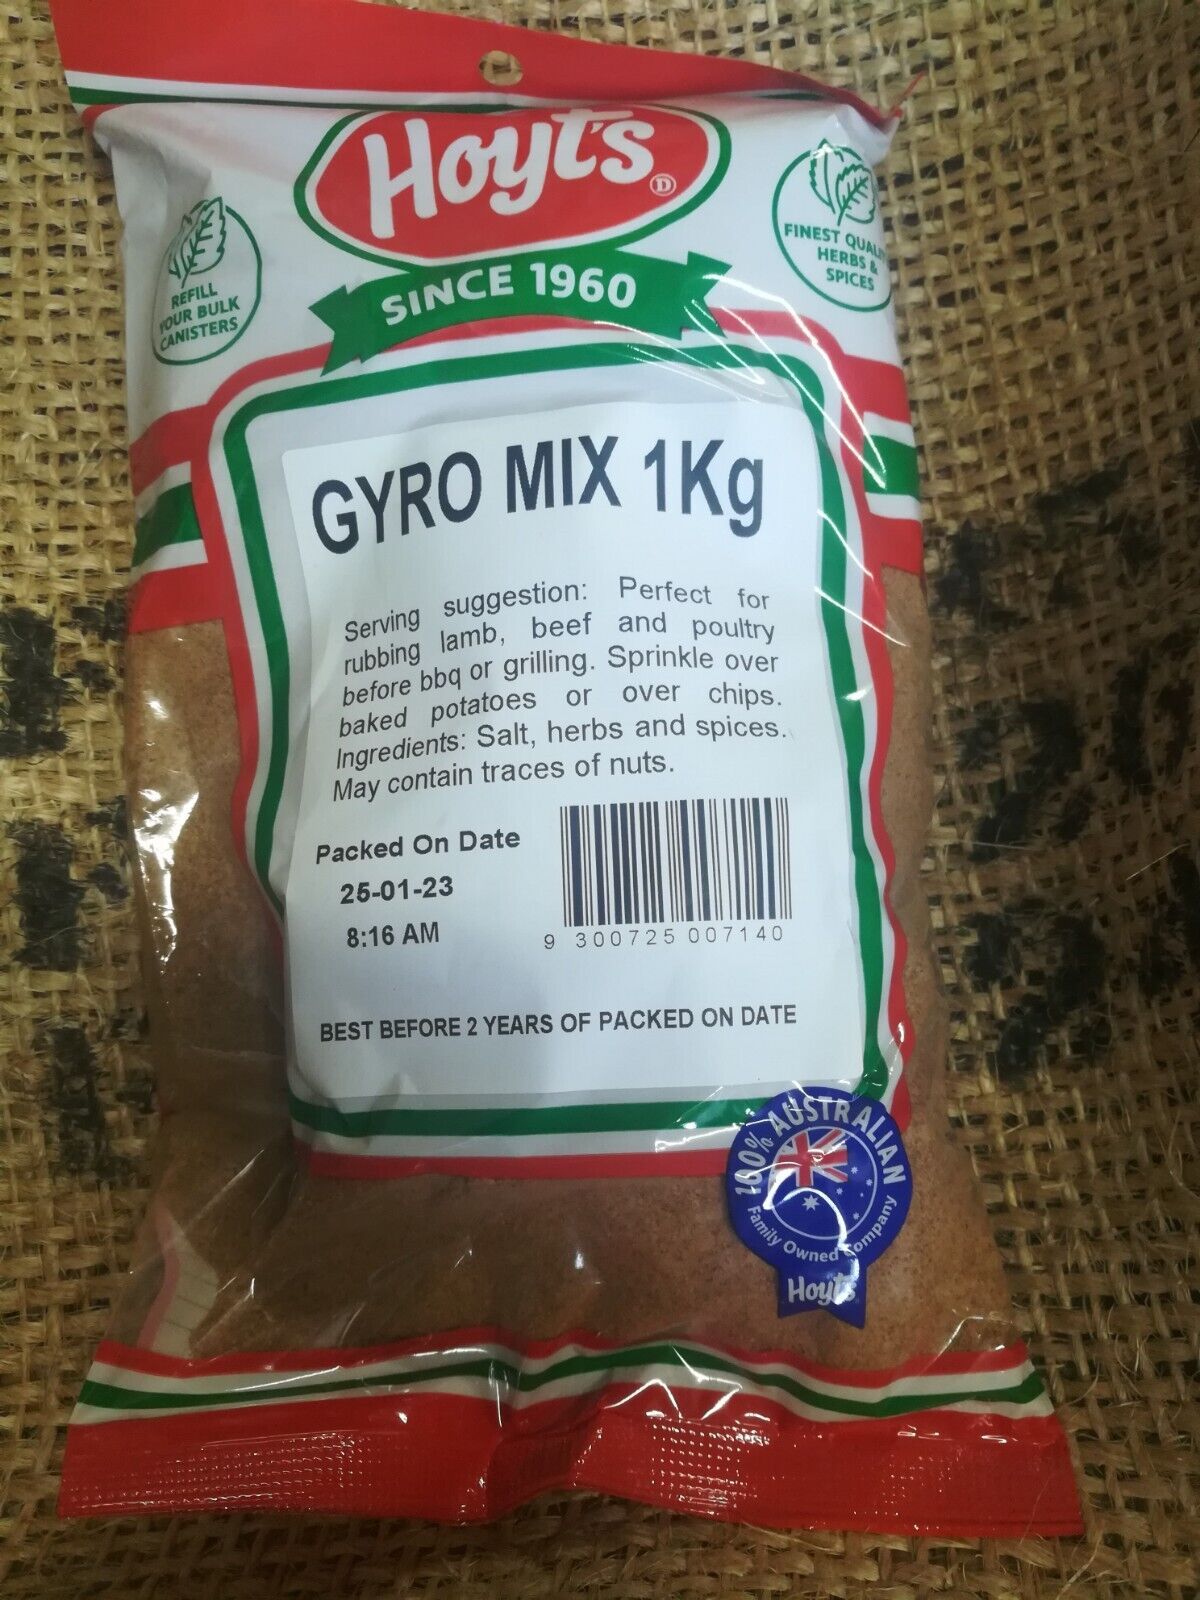 Hoyt's
SINCE 1960
REFILL
YOUR BULK
CANISTERS
FINEST QUALITY
HERBS &
SPICES
GYRO MIX 1Kg
Serving suggestion: Perfect for
rubbing lamb, beef and poultry
before bbq or grilling. Sprinkle over
baked potatoes or over chips.
Ingredients: Salt, herbs and spices.
May contain traces of nuts.
Packed On Date
25-01-23
8:16 AM
9 300725 007140
BEST BEFORE 2 YEARS OF PACKED ON DATE
100% AUSTRALIAN
Family Owned Company
Hoyt's